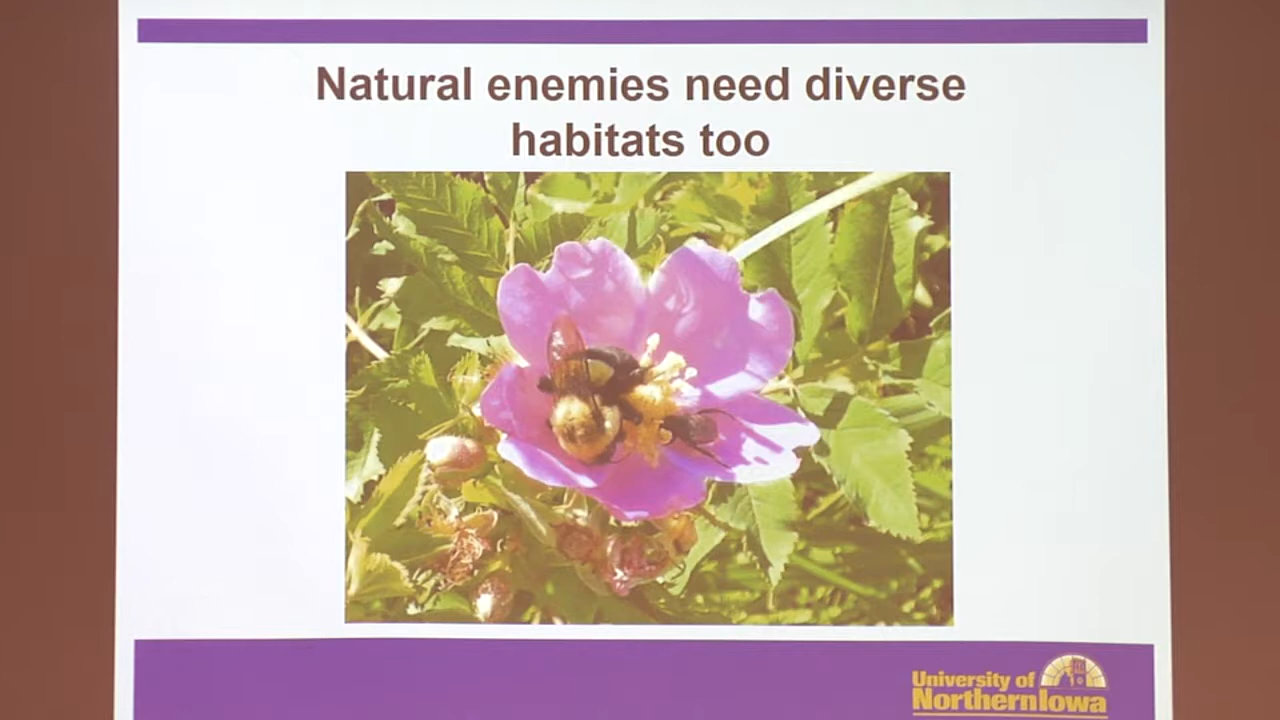 Natural enemies need diverse
habitats too
University of
NorthernIowa